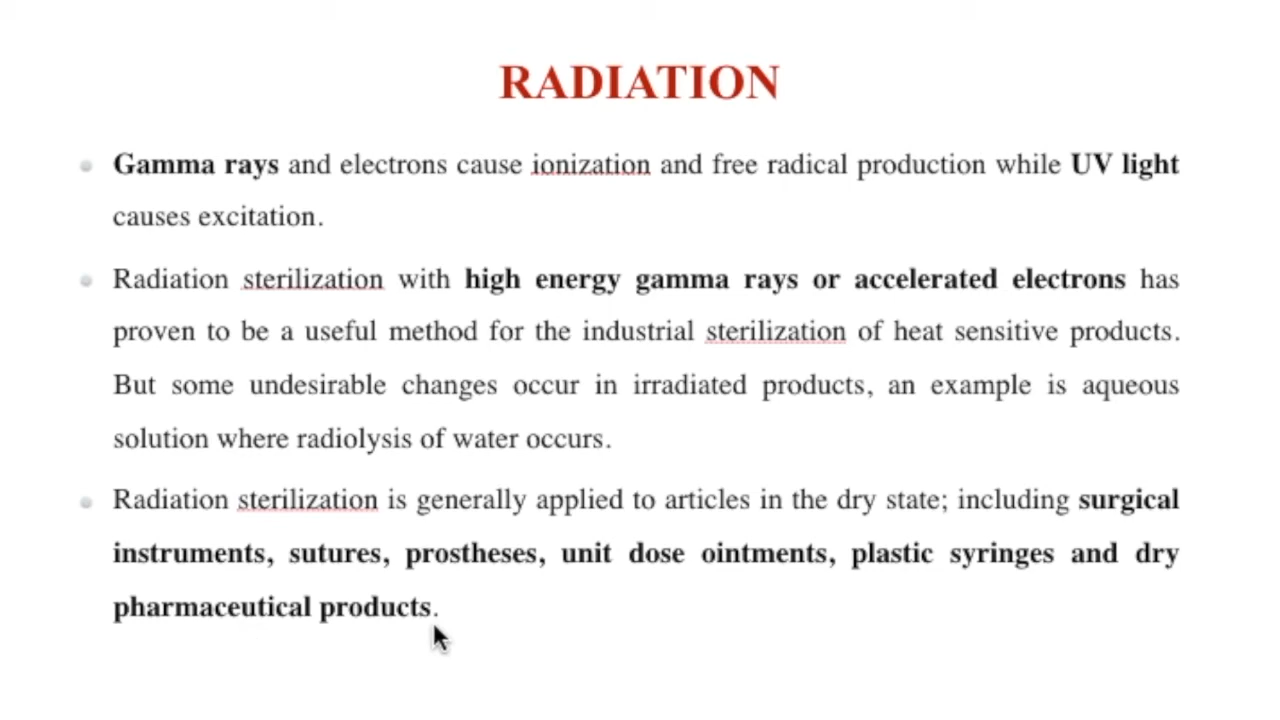 RADIATION
Gamma rays and electrons cause ionization and free radical production while UV light
causes excitation.
Radiation sterilization with high energy gamma rays or accelerated electrons has
proven to be a useful method for the industrial sterilization of heat sensitive products.
But some undesirable changes occur in irradiated products, an example is aqueous
solution where radiolysis of water occurs.
Radiation sterilization is generally applied to articles in the dry state; including surgical
instruments, sutures, prostheses, unit dose ointments, plastic syringes and dry
pharmaceutical products.